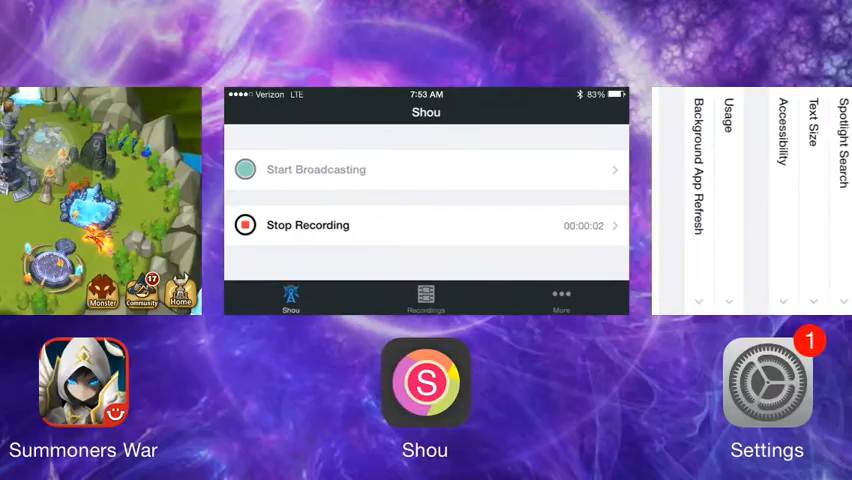 Verizon LTE 7:53 AM 83%
Shou
Start Broadcasting
Stop Recording 00:00:02
Shou Recordings More
17
Monster Community Home
Background App Refresh
Usage
Accessibility
Text Size
Spotlight Search
S
1
Summoners War Shou Settings